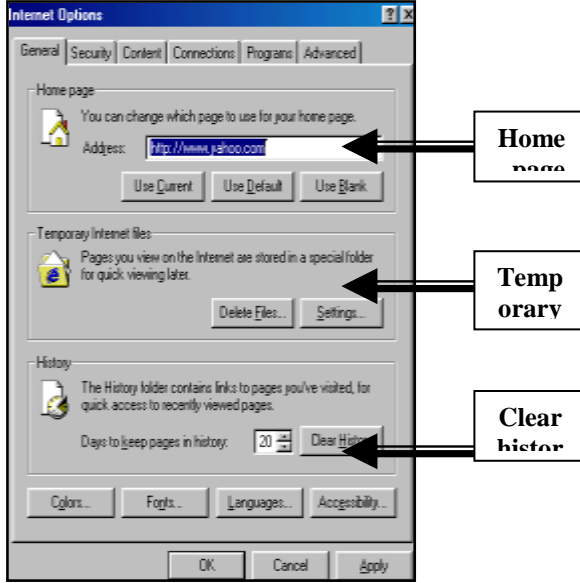 Internet Options
General Security Content Connections Programs Advanced
Home page
You can change which page to use for your home page.
Address: http://www.yahoo.com
Use Current Use Default Use Blank
Temporary Internet files
Pages you view on the Internet are stored in a special folder
for quick viewing later.
Delete Files... Settings...
History
The History folder contains links to pages you've visited, for
quick access to recently viewed pages.
Days to keep pages in history: 20 Clear History
Colors... Fonts... Languages... Accessibility...
OK Cancel Apply
Home
page
Temp
orary
Clear
histor